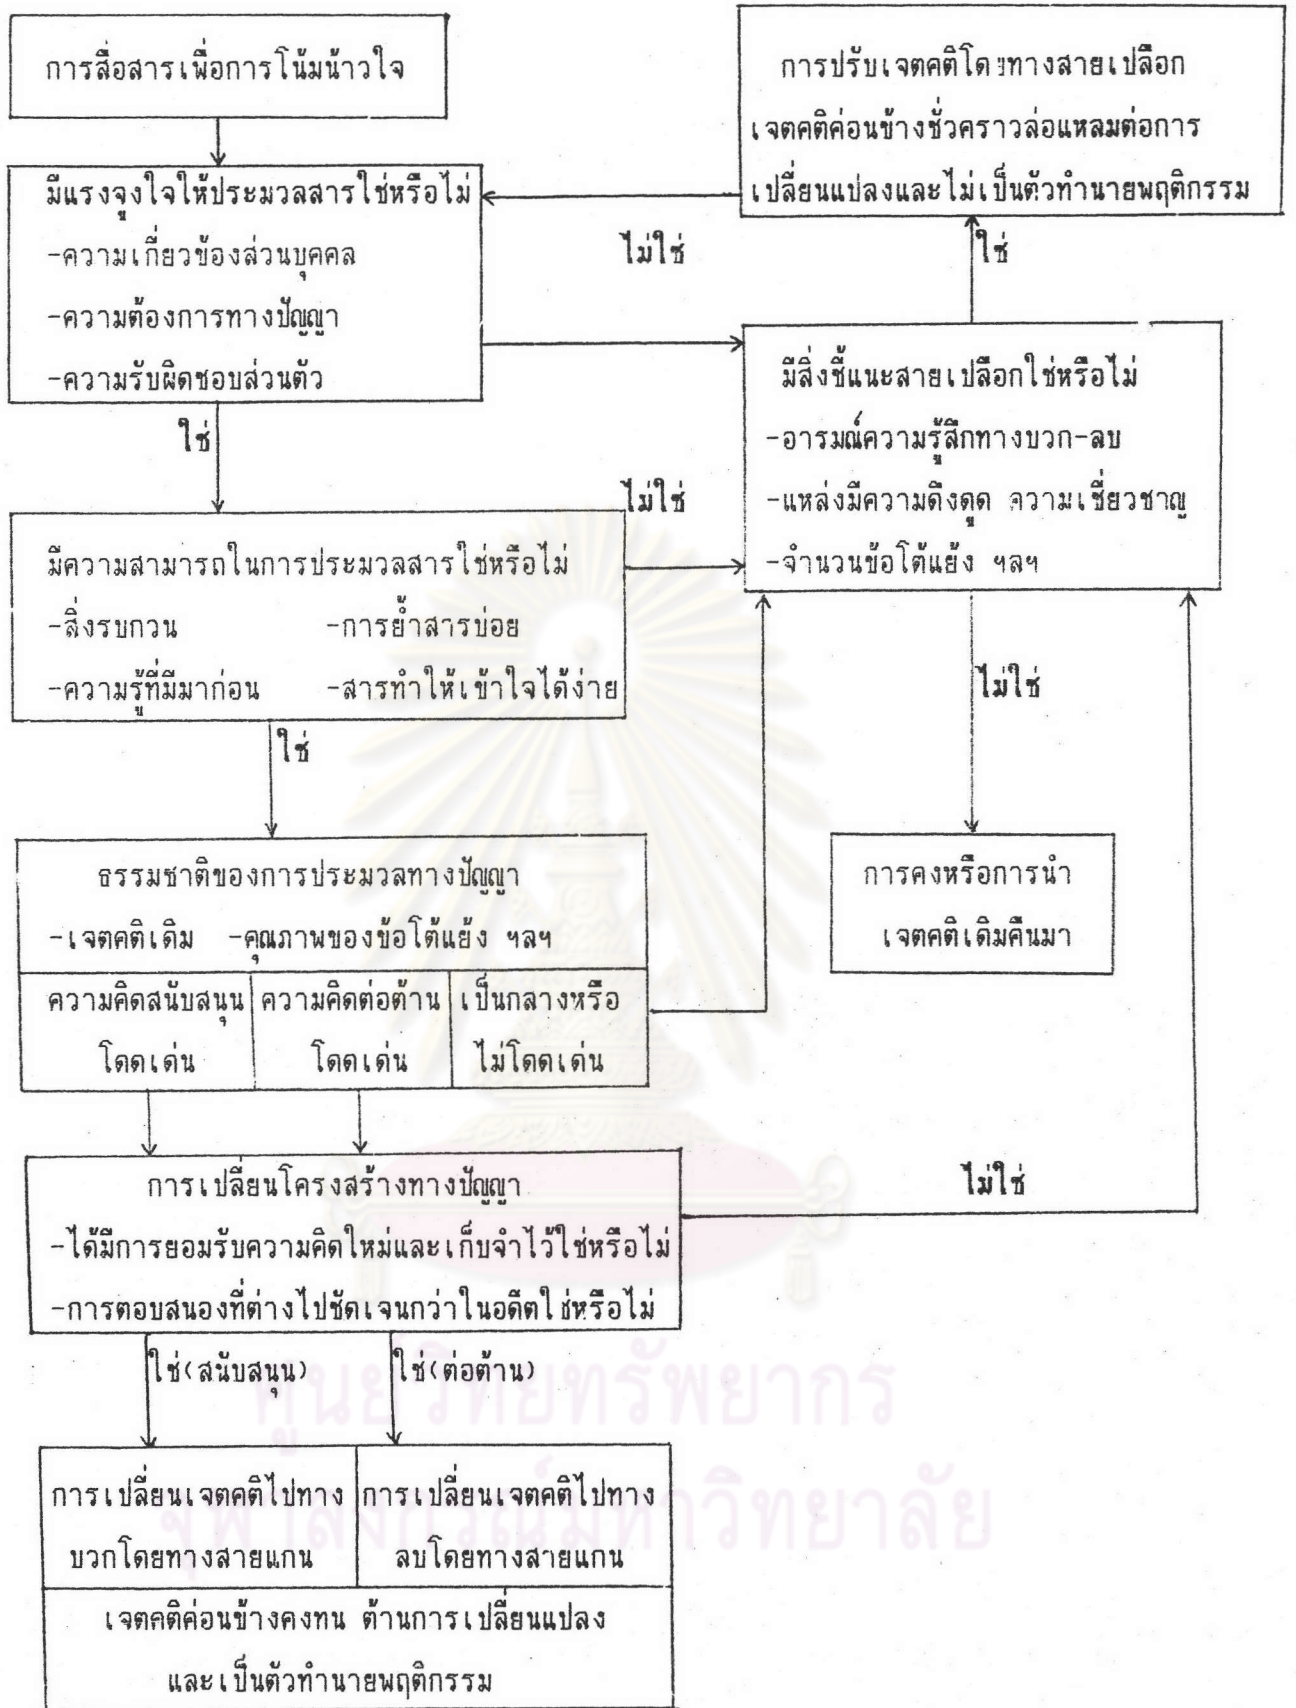 การสื่อสารเพื่อการโน้มน้าวใจ
มีแรงจูงใจให้ประมวลสารใช่หรือไม่
-ความเกี่ยวข้องส่วนบุคคล
-ความต้องการทางปัญญา
-ความรับผิดชอบส่วนตัว
การปรับเจตคติโดยทางสายเปลือก
เจตคติค่อนข้างชั่วคราวล่อแหลมต่อการ
เปลี่ยนแปลงและไม่เป็นตัวทำนายพฤติกรรม
ไม่ใช่
ใช่
มีสิ่งชี้แนะสายเปลือกใช่หรือไม่
-อารมณ์ความรู้สึกทางบวก-ลบ
-แหล่งมีความดึงดูด ความเชี่ยวชาญ
-จำนวนข้อโต้แย้ง ฯลฯ
ใช่
ไม่ใช่
มีความสามารถในการประมวลสารใช่หรือไม่
-สิ่งรบกวน -การย้ำสารบ่อย
-ความรู้ที่มีมาก่อน -สารทำให้เข้าใจได้ง่าย
ใช่
ไม่ใช่
ธรรมชาติของการประมวลทางปัญญา
-เจตคติเดิม -คุณภาพของข้อโต้แย้ง ฯลฯ
ความคิดสนับสนุน
โดดเด่น
ความคิดต่อต้าน
โดดเด่น
เป็นกลางหรือ
ไม่โดดเด่น
การคงหรือการนำ
เจตคติเดิมคืนมา
การเปลี่ยนโครงสร้างทางปัญญา
-ได้มีการยอมรับความคิดใหม่และเก็บจำไว้ใช่หรือไม่
-การตอบสนองที่ต่างไปชัดเจนกว่าในอดีตใช่หรือไม่
ไม่ใช่
ใช่(สนับสนุน)
ใช่(ต่อต้าน)
การเปลี่ยนเจตคติไปทาง
บวกโดยทางสายแกน
การเปลี่ยนเจตคติไปทาง
ลบโดยทางสายแกน
เจตคติค่อนข้างคงทน ต้านการเปลี่ยนแปลง
และเป็นตัวทำนายพฤติกรรม
ศูนย์วิทยทรัพยากร
จุฬาลงกรณ์มหาวิทยาลัย